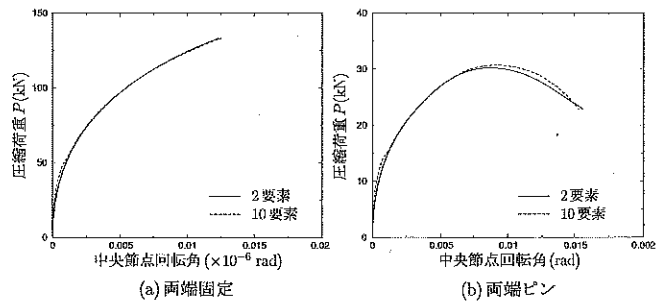 150
100
50
0
圧縮荷重 P (kN)
2要素
10要素
0 0.005 0.01 0.015 0.02
中央節点回転角 (×10⁻⁶ rad)
(a) 両端固定
40
30
20
10
0
圧縮荷重 P (kN)
2要素
10要素
0 0.005 0.01 0.015 0.02
中央節点回転角 (rad)
(b) 両端ピン